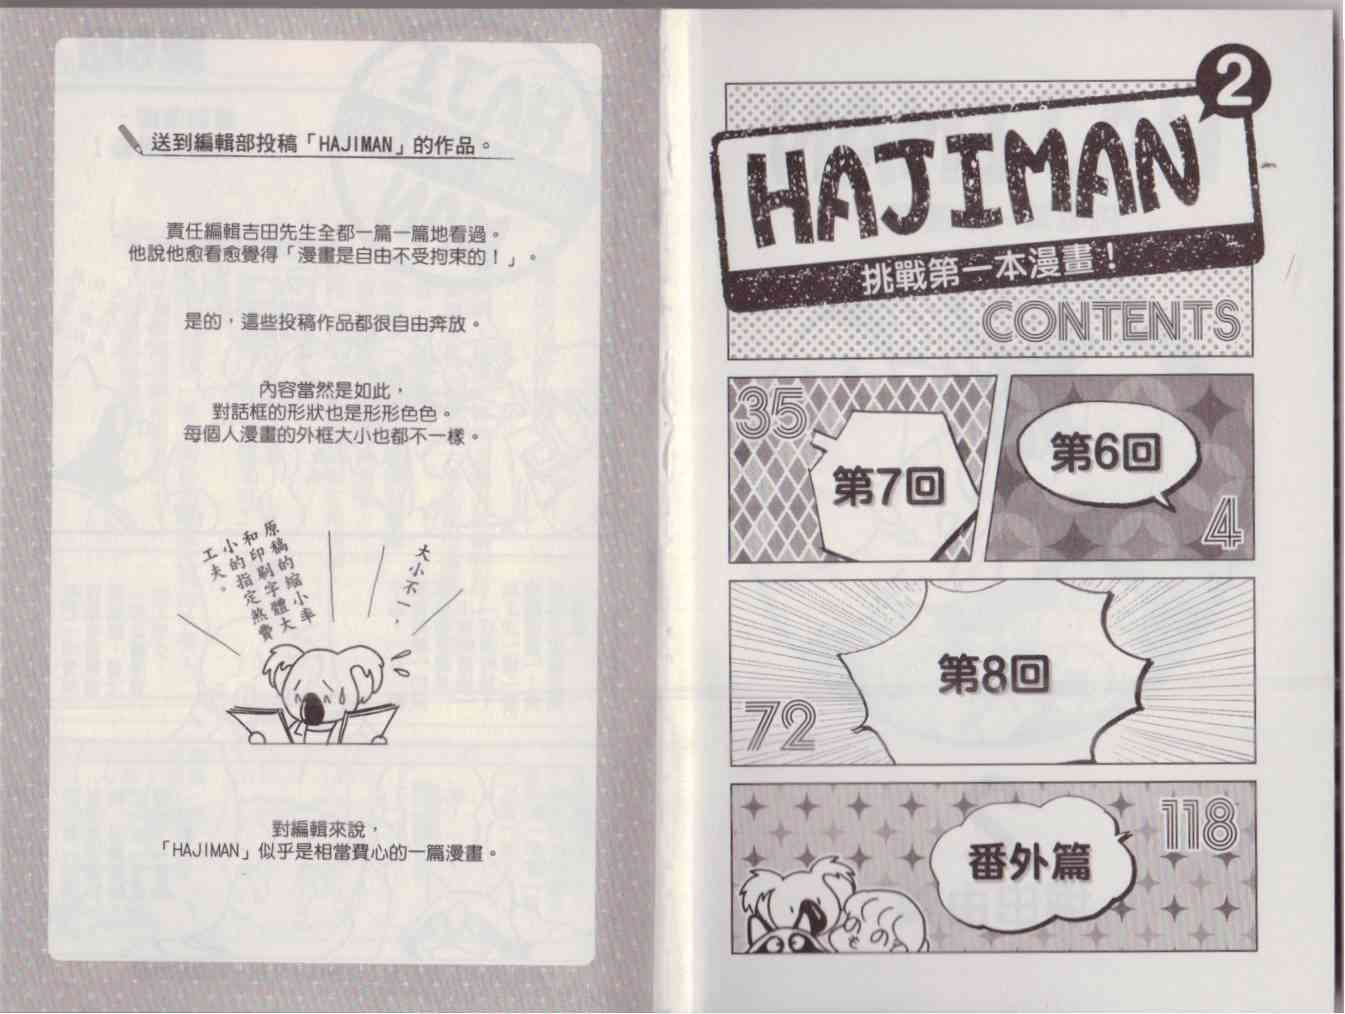 2
HAJIMAN
挑戰第一本漫畫！
CONTENTS
第6回
4
35
第7回
第8回
72
118
番外篇
のの
も
送到編輯部投稿「HAJIMAN」的作品。
責任編輯吉田先生全都一篇一篇地看過。
他說他愈看愈覺得「漫畫是自由不受拘束的！」。
是的，這些投稿作品都很自由奔放。
內容當然是如此，
對話框的形狀也是形形色色。
每個人漫畫的外框大小也都不一樣。
大小不一，
原稿的縮小率
和印刷字體大
小的指定煞費
工夫。
對編輯來說，
「HAJIMAN」似乎是相當費心的一篇漫畫。